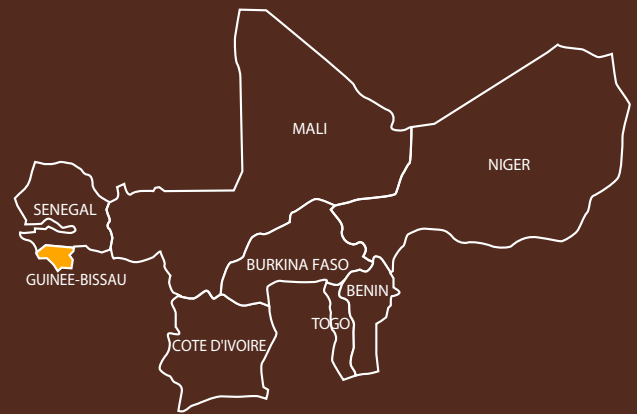 MALI
NIGER
SENEGAL
BURKINA FASO
GUINEE-BISSAU
BENIN
TOGO
COTE D'IVOIRE